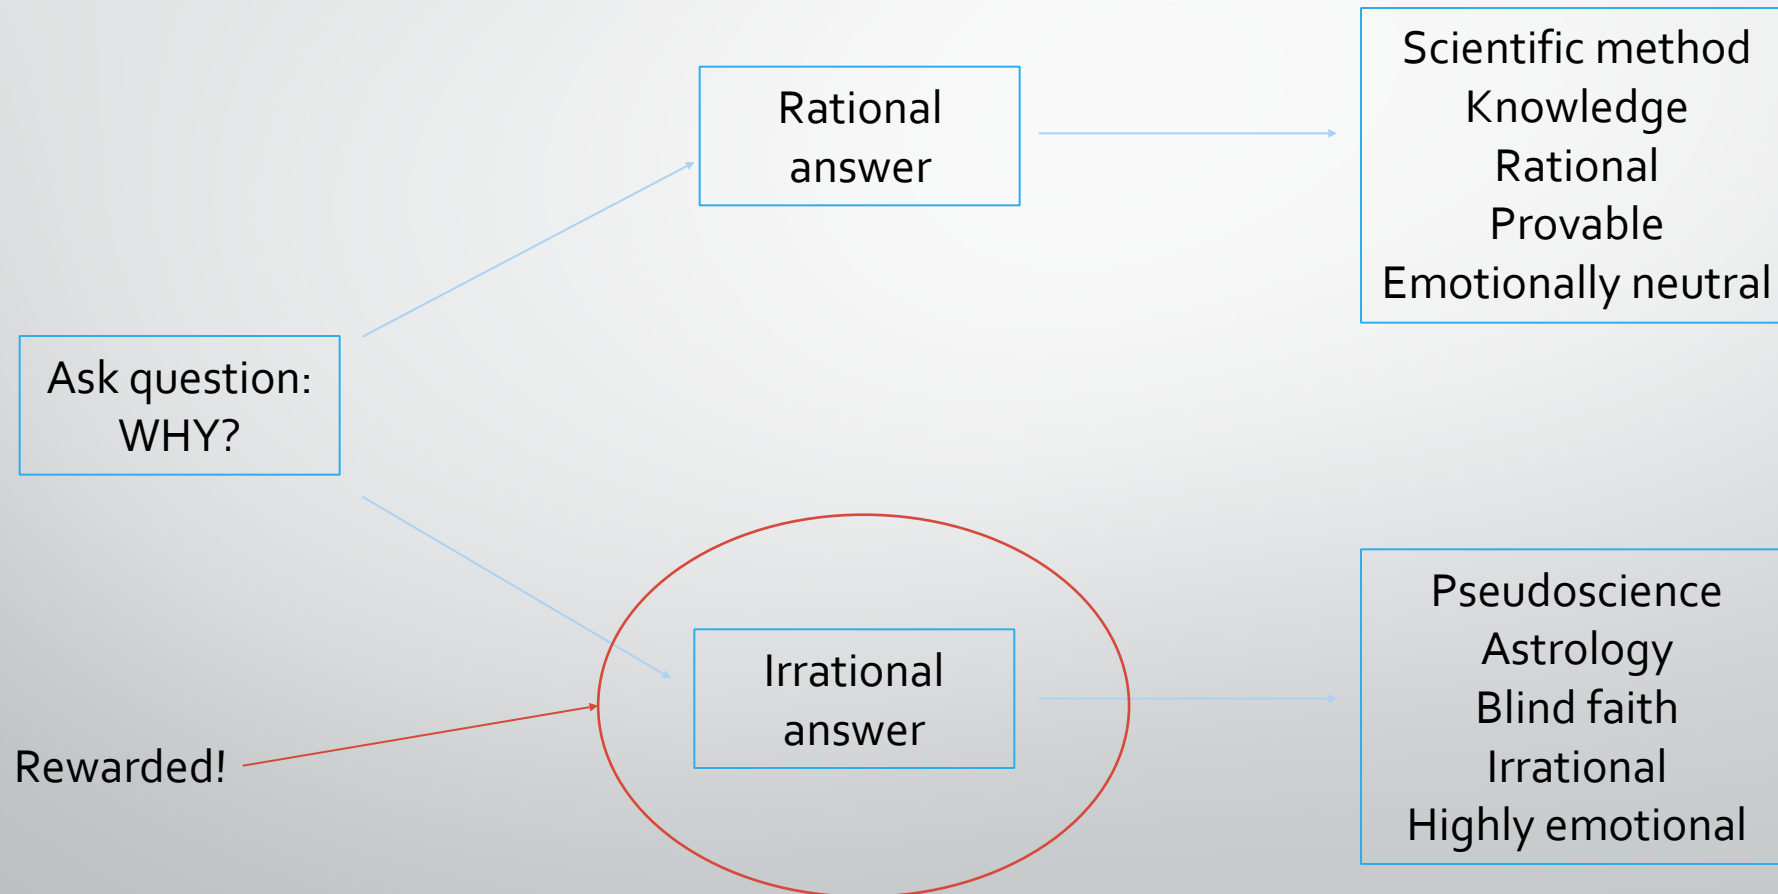 Ask question:
WHY?
Rational
answer
Scientific method
Knowledge
Rational
Provable
Emotionally neutral
Rewarded!
Irrational
answer
Pseudoscience
Astrology
Blind faith
Irrational
Highly emotional